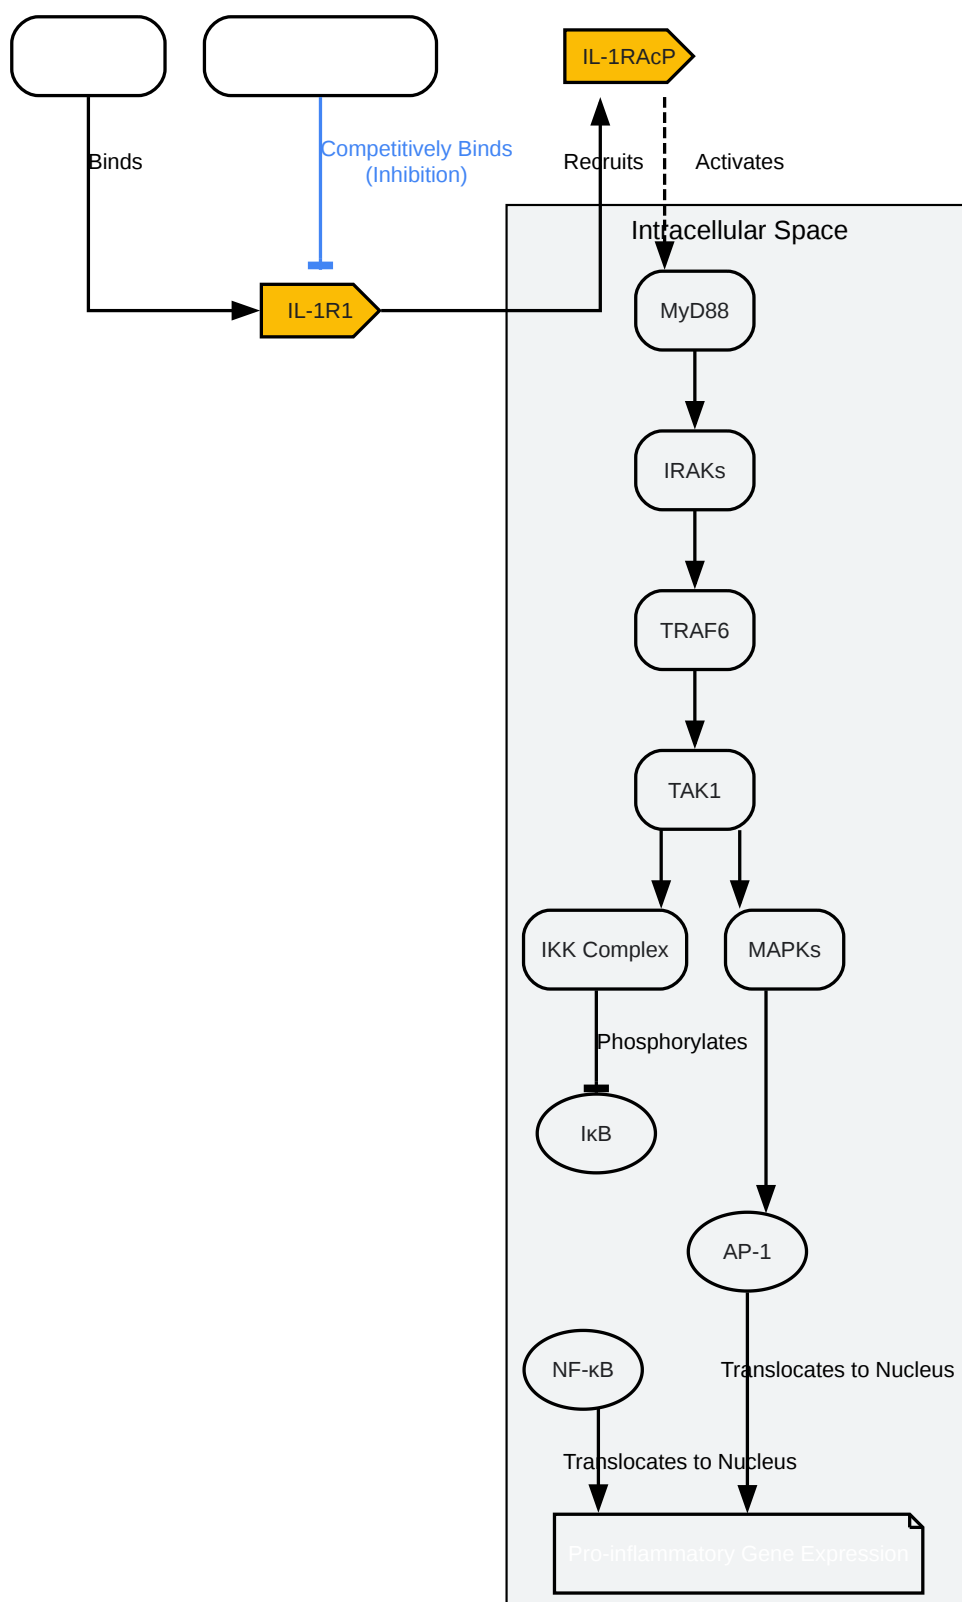 IL-1RAcP
Binds
Competitively Binds
(Inhibition)
Recruits
Activates
Intracellular Space
IL-1R1
MyD88
IRAKs
TRAF6
TAK1
IKK Complex
MAPKs
Phosphorylates
IκB
AP-1
NF-κB
Translocates to Nucleus
Translocates to Nucleus
Pro-inflammatory Gene Expression